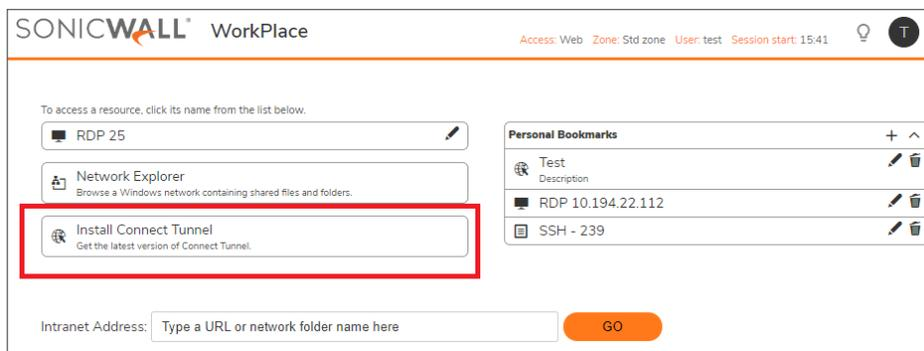 SONICWALL® WorkPlace
Access: Web Zone: Std zone User: test Session start: 15:41
T
To access a resource, click its name from the list below.
RDP 25
Network Explorer
Browse a Windows network containing shared files and folders.
Install Connect Tunnel
Get the latest version of Connect Tunnel.
Personal Bookmarks
Test
Description
RDP 10.194.22.112
SSH - 239
Intranet Address: Type a URL or network folder name here GO